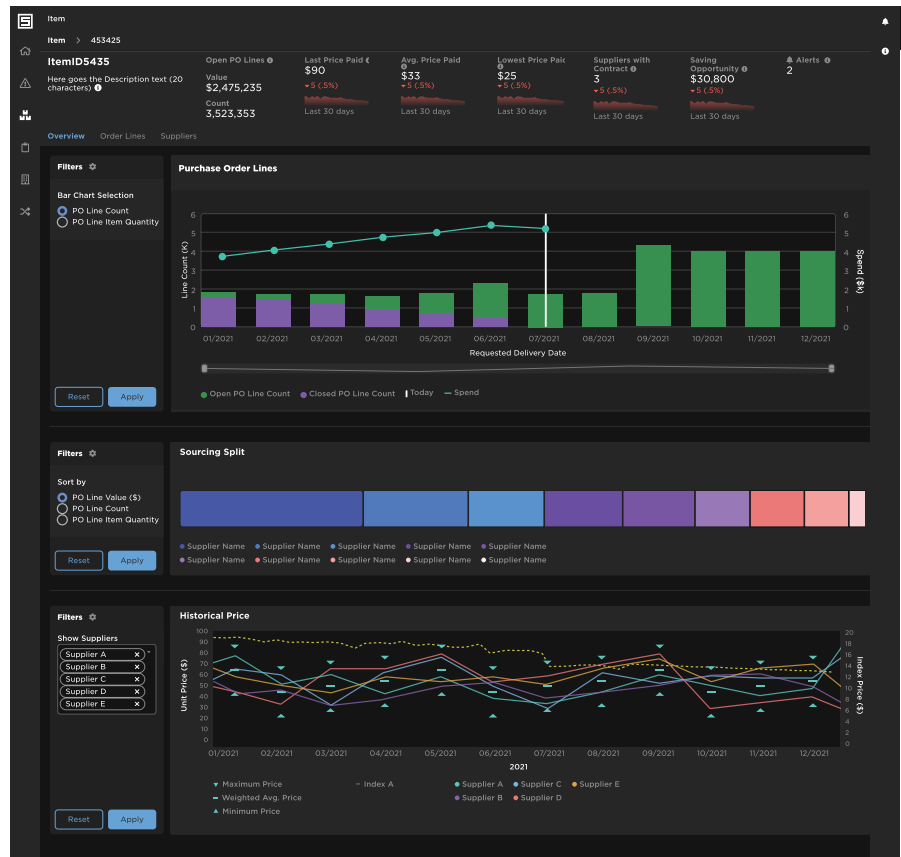 Item
Item > 453425
ItemID5435
Here goes the Description text (20
characters)
Open PO Lines
Value
$2,475,235
Count
3,523,353
Last Price Paid
$90
5 (.5%)
Last 30 days
Avg. Price Paid
$33
5 (.5%)
Last 30 days
Lowest Price Paid
$25
5 (.5%)
Last 30 days
Suppliers with
Contract
3
5 (.5%)
Last 30 days
Saving
Opportunity
$30,800
5 (.5%)
Last 30 days
Alerts
2
Overview Order Lines Suppliers
Filters
Bar Chart Selection
PO Line Count
PO Line Item Quantity
Reset Apply
Purchase Order Lines
Line Count (K)
6
5
4
3
2
1
0
6
5
4
3
2
1
0
Spend ($k)
01/2021 02/2021 03/2021 04/2021 05/2021 06/2021 07/2021 08/2021 09/2021 10/2021 11/2021 12/2021
Requested Delivery Date
Open PO Line Count Closed PO Line Count Today Spend
Filters
Sort by
PO Line Value ($)
PO Line Count
PO Line Item Quantity
Reset Apply
Sourcing Split
Supplier Name Supplier Name Supplier Name Supplier Name Supplier Name
Supplier Name Supplier Name Supplier Name Supplier Name Supplier Name
Filters
Show Suppliers
Supplier A ×
Supplier B ×
Supplier C ×
Supplier D ×
Supplier E ×
Reset Apply
Historical Price
Unit Price ($)
100
90
80
70
60
50
40
30
20
10
0
20
18
16
14
12
10
8
6
4
2
0
Index Price ($)
01/2021 02/2021 03/2021 04/2021 05/2021 06/2021 07/2021 08/2021 09/2021 10/2021 11/2021 12/2021
2021
Maximum Price Index A Supplier A Supplier C Supplier E
Weighted Avg. Price Supplier B Supplier D
Minimum Price